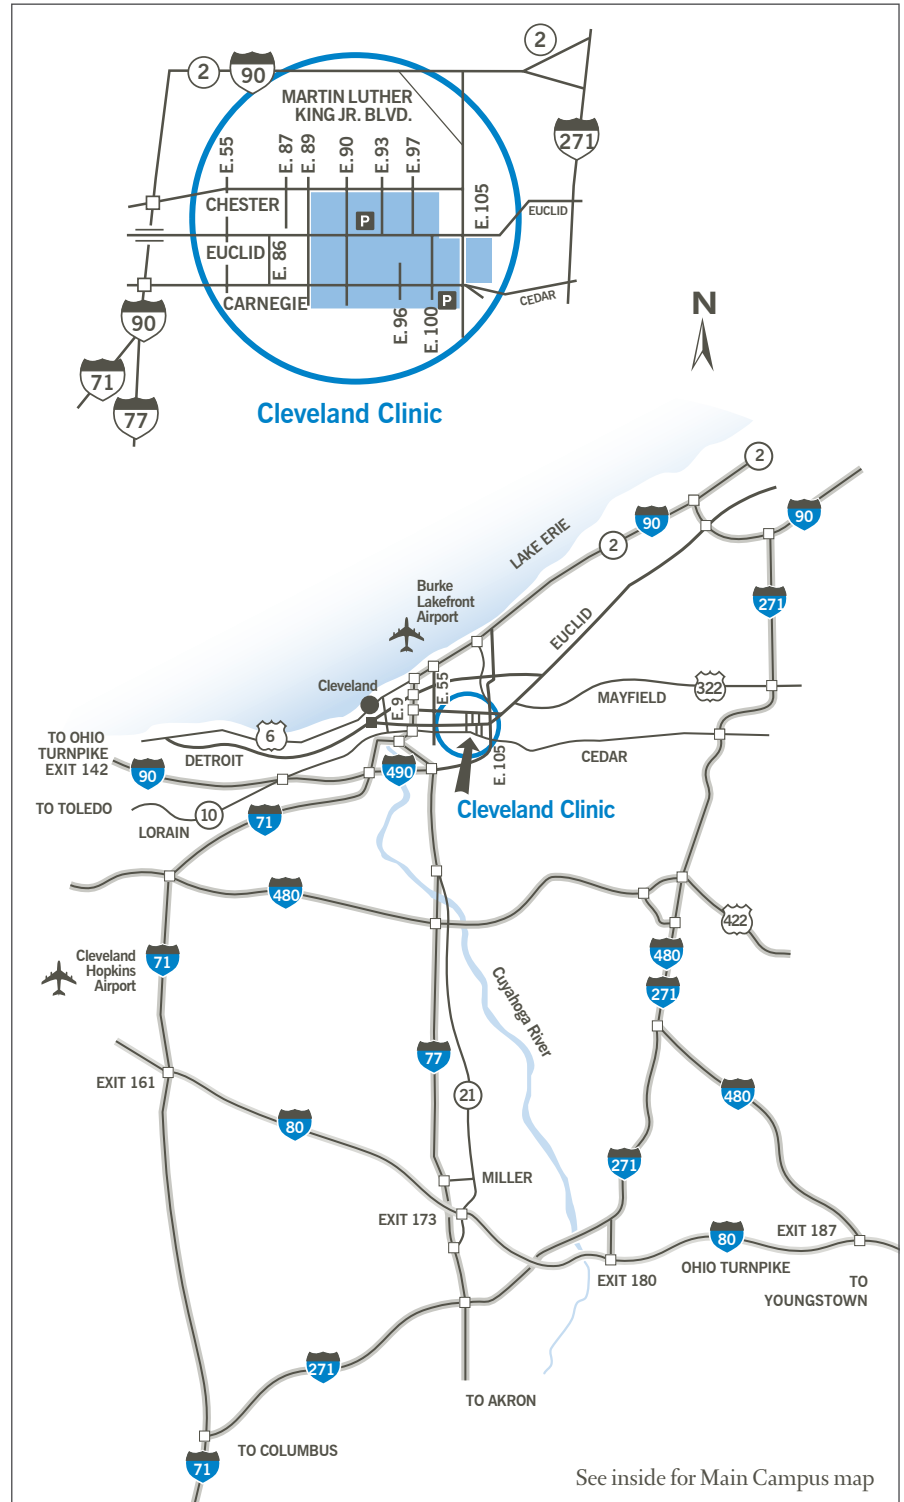 2
2
90
271
MARTIN LUTHER
KING JR. BLVD.
E. 55
E. 87
E. 89
E. 90
E. 93
E. 97
E. 105
CHESTER
P
EUCLID
EUCLID
E. 86
CARNEGIE
P
CEDAR
E. 96
E. 100
90
71
77
N
Cleveland Clinic
2
90
90
2
LAKE ERIE
271
Burke
Lakefront
Airport
EUCLID
Cleveland
E. 9
E. 55
MAYFIELD
322
6
TO OHIO
TURNPIKE
EXIT 142
DETROIT
90
490
E. 105
CEDAR
Cleveland Clinic
TO TOLEDO
10
LORAIN
71
480
422
Cleveland
Hopkins
Airport
71
480
271
Cuyahoga River
77
EXIT 161
21
480
80
271
MILLER
EXIT 173
EXIT 187
80
OHIO TURNPIKE
EXIT 180
TO
YOUNGSTOWN
271
TO AKRON
TO COLUMBUS
71
See inside for Main Campus map